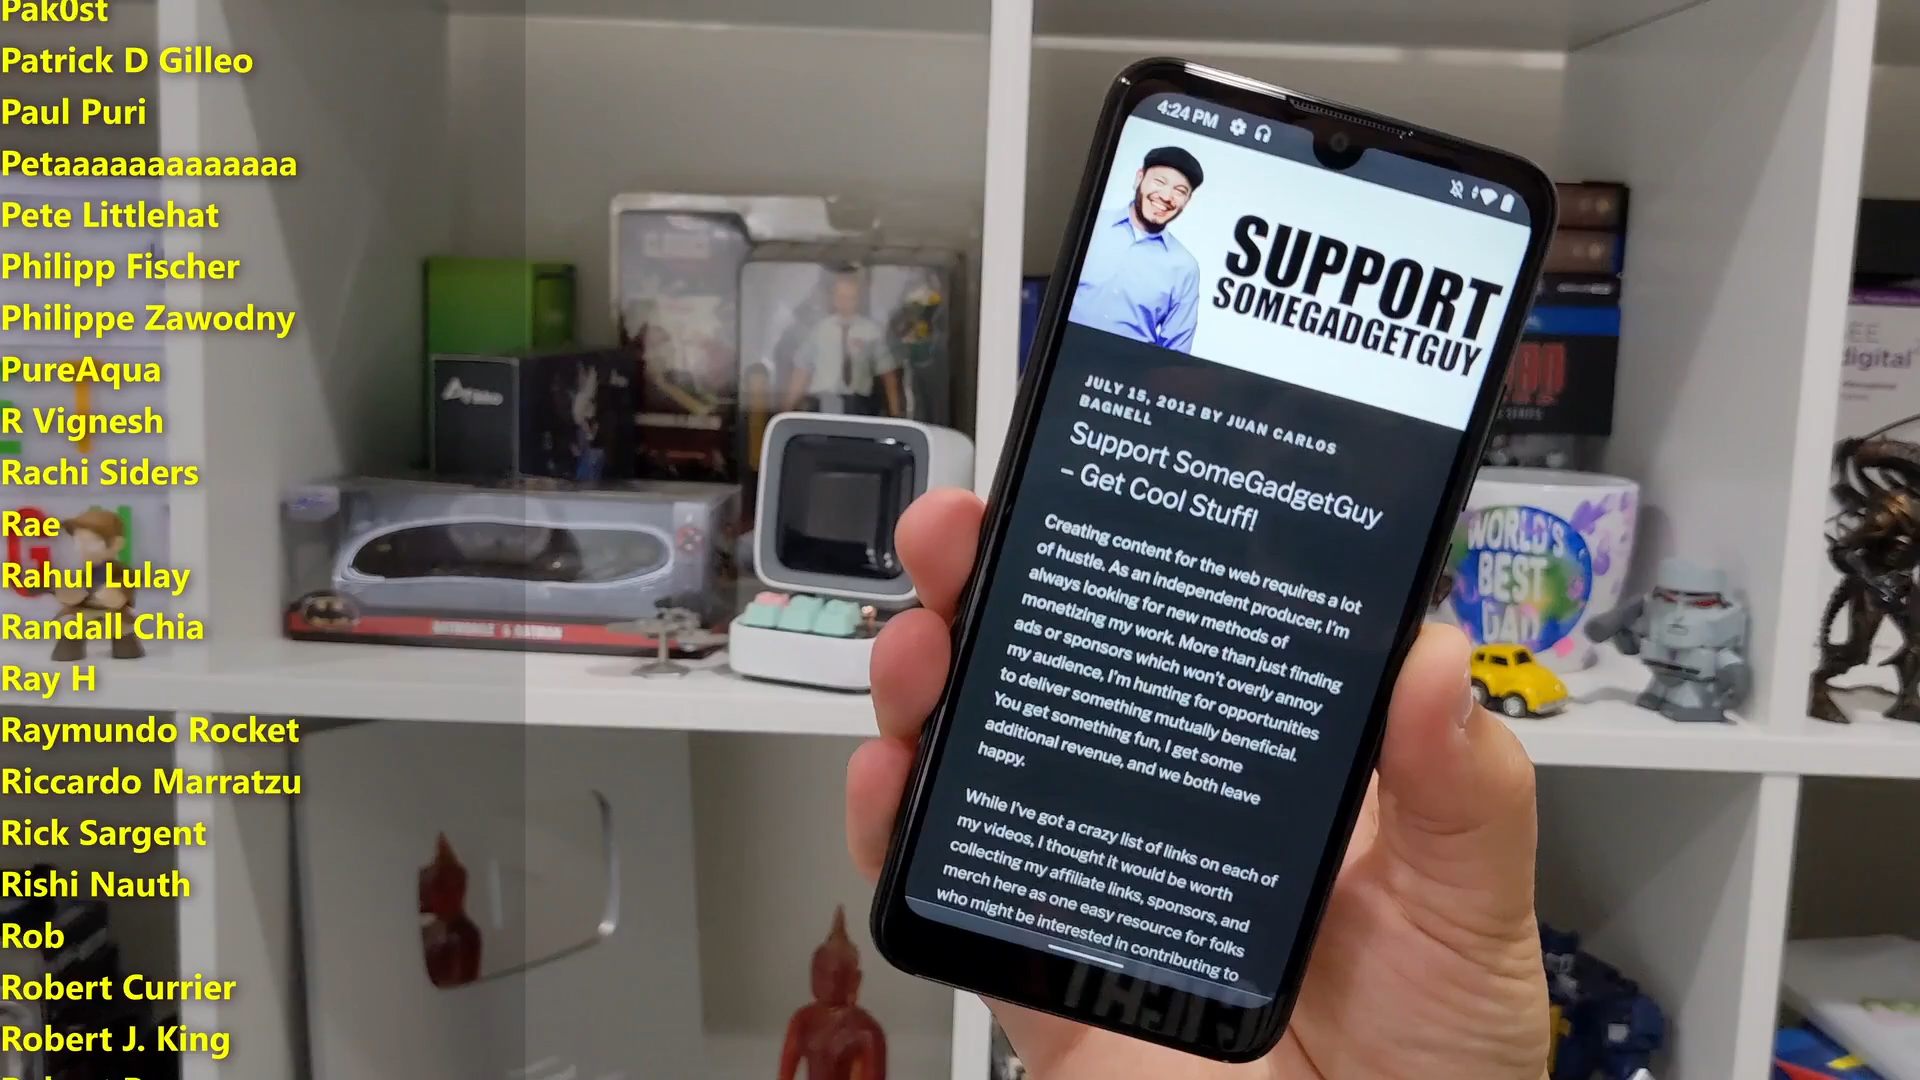 Pak0st
Patrick D Gilleo
Paul Puri
Petaaaaaaaaaaaaa
Pete Littlehat
Philipp Fischer
Philippe Zawodny
PureAqua
R Vignesh
Rachi Siders
Rae
Rahul Lulay
Randall Chia
Ray H
Raymundo Rocket
Riccardo Marratzu
Rick Sargent
Rishi Nauth
Rob
Robert Currier
Robert J. King
4:24 PM
SUPPORT
SOMEGADGETGUY
JULY 15, 2012 BY JUAN CARLOS
BAGNELL
Support SomeGadgetGuy
– Get Cool Stuff!
Creating content for the web requires a lot
of hustle. As an independent producer, I'm
always looking for new methods of
monetizing my work. More than just finding
ads or sponsors which won't overly annoy
my audience, I'm hunting for opportunities
to deliver something mutually beneficial.
You get something fun, I get some
additional revenue, and we both leave
happy.
While I've got a crazy list of links on each of
my videos, I thought it would be worth
collecting my affiliate links, sponsors, and
merch here as one easy resource for folks
who might be interested in contributing to
WORLD'S
BEST
DAD
digital